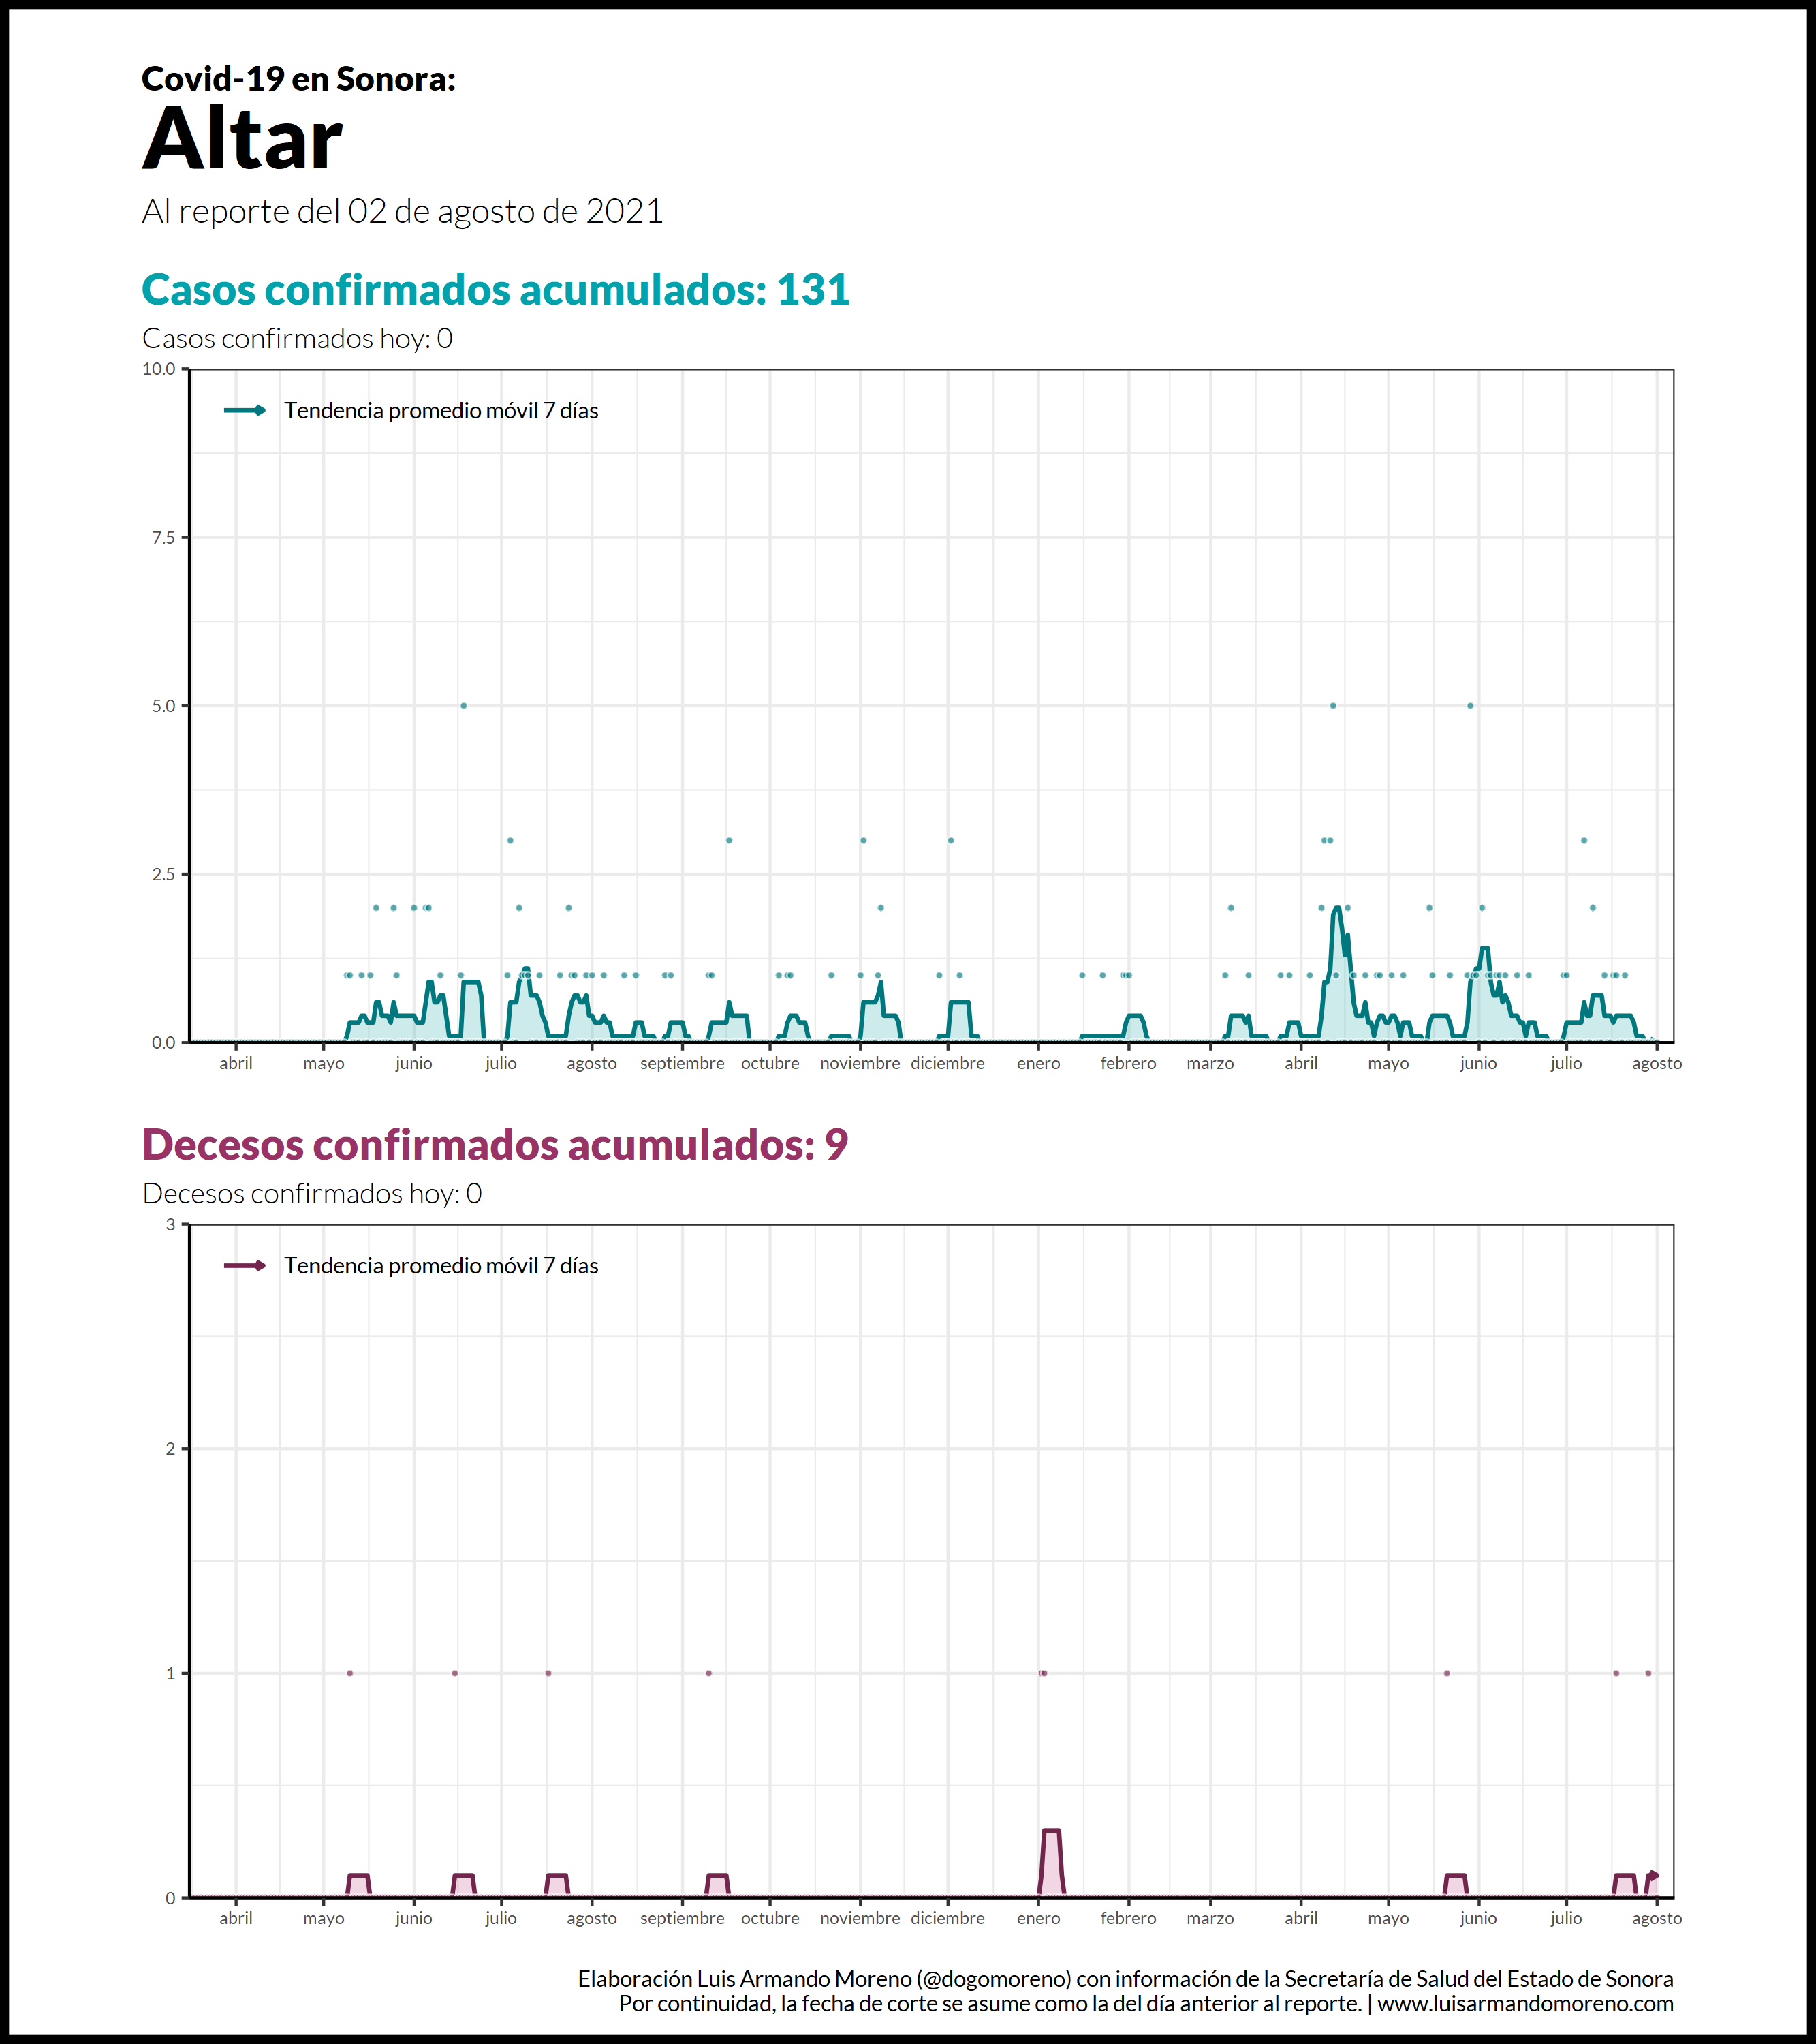 Covid-19 en Sonora:
Altar
Al reporte del 02 de agosto de 2021
Casos confirmados acumulados: 131
Casos confirmados hoy: 0
10.0
Tendencia promedio móvil 7 días
7.5
5.0
2.5
0.0
abril mayo junio julio agosto septiembre octubre noviembre diciembre enero febrero marzo abril mayo junio julio agosto
Decesos confirmados acumulados: 9
Decesos confirmados hoy: 0
3
Tendencia promedio móvil 7 días
2
1
0
abril mayo junio julio agosto septiembre octubre noviembre diciembre enero febrero marzo abril mayo junio julio agosto
Elaboración Luis Armando Moreno (@dogomoreno) con información de la Secretaría de Salud del Estado de Sonora
Por continuidad, la fecha de corte se asume como la del día anterior al reporte. | www.luisarmandomoreno.com